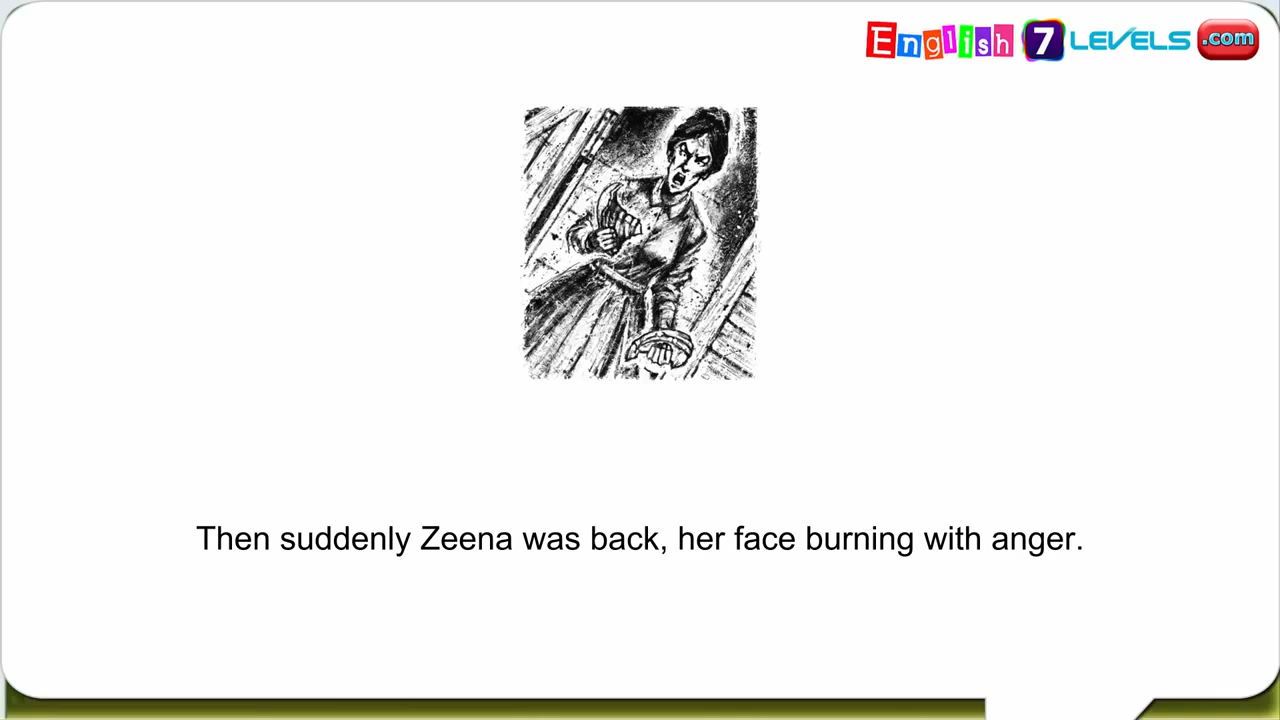 English 7 LEVELS .com
Then suddenly Zeena was back, her face burning with anger.